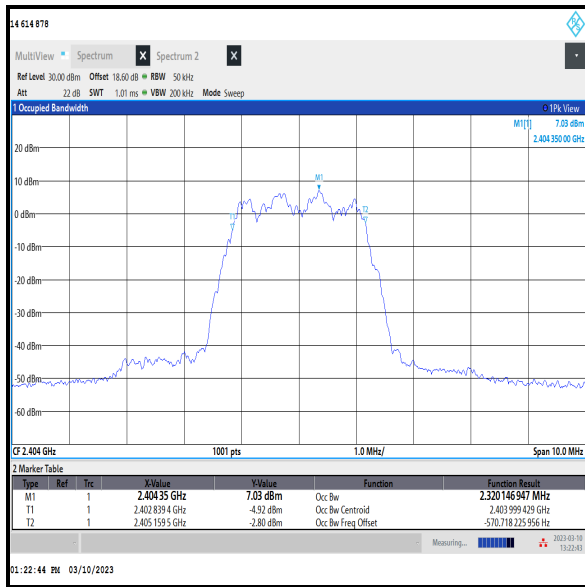 14 614 878
MultiView Spectrum X Spectrum 2 X
Ref Level 30.00 dBm Offset 18.60 dB RBW 50 kHz
Att 22 dB SWT 1.01 ms VBW 200 kHz Mode Sweep
1 Occupied Bandwidth 1Pk View
M1[1] 7.03 dBm
2.404 350 00 GHz
20 dBm
M1
10 dBm
T1 T2
0 dBm
-10 dBm
-20 dBm
-30 dBm
-40 dBm
-50 dBm
-60 dBm
CF 2.404 GHz 1001 pts 1.0 MHz/ Span 10.0 MHz
2 Marker Table
Type Ref Trc X-Value Y-Value Function Function Result
M1 1 2.404 35 GHz 7.03 dBm Occ Bw 2.320 146 947 MHz
T1 1 2.402 839 4 GHz -4.92 dBm Occ Bw Centroid 2.403 999 429 GHz
T2 1 2.405 159 5 GHz -2.80 dBm Occ Bw Freq Offset -570.718 225 956 Hz
Measuring... 2023-03-10
13:22:43
01:22:44 PM 03/10/2023